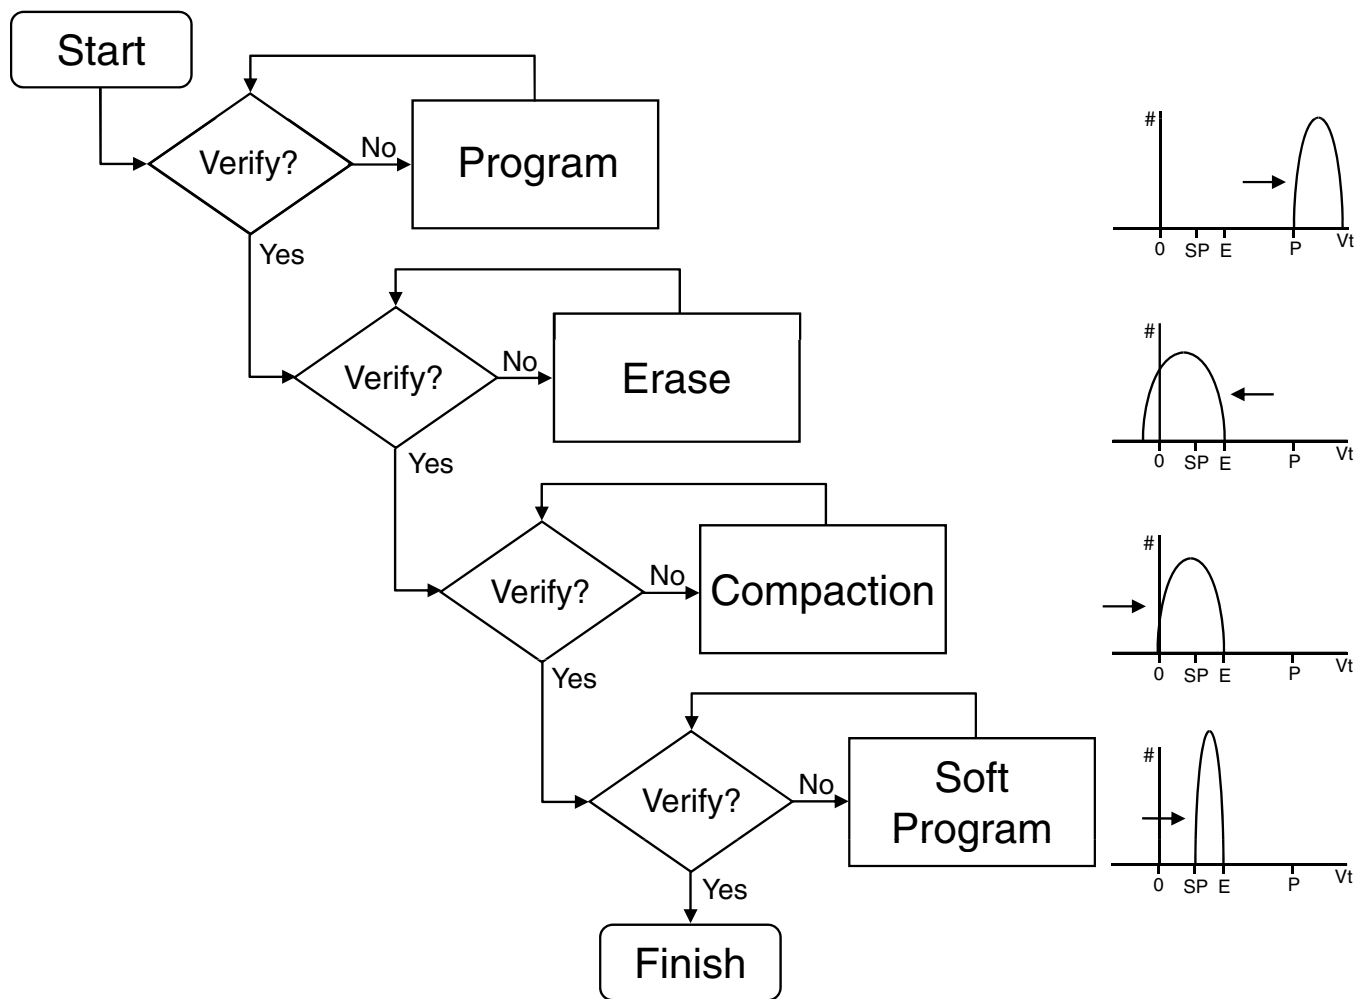 Start
Verify?
No
Program
Yes
#
0
SP
E
P
Vt
Verify?
No
Erase
Yes
#
0
SP
E
P
Vt
Verify?
No
Compaction
Yes
#
0
SP
E
P
Vt
Verify?
No
Soft
Program
Yes
#
0
SP
E
P
Vt
Finish